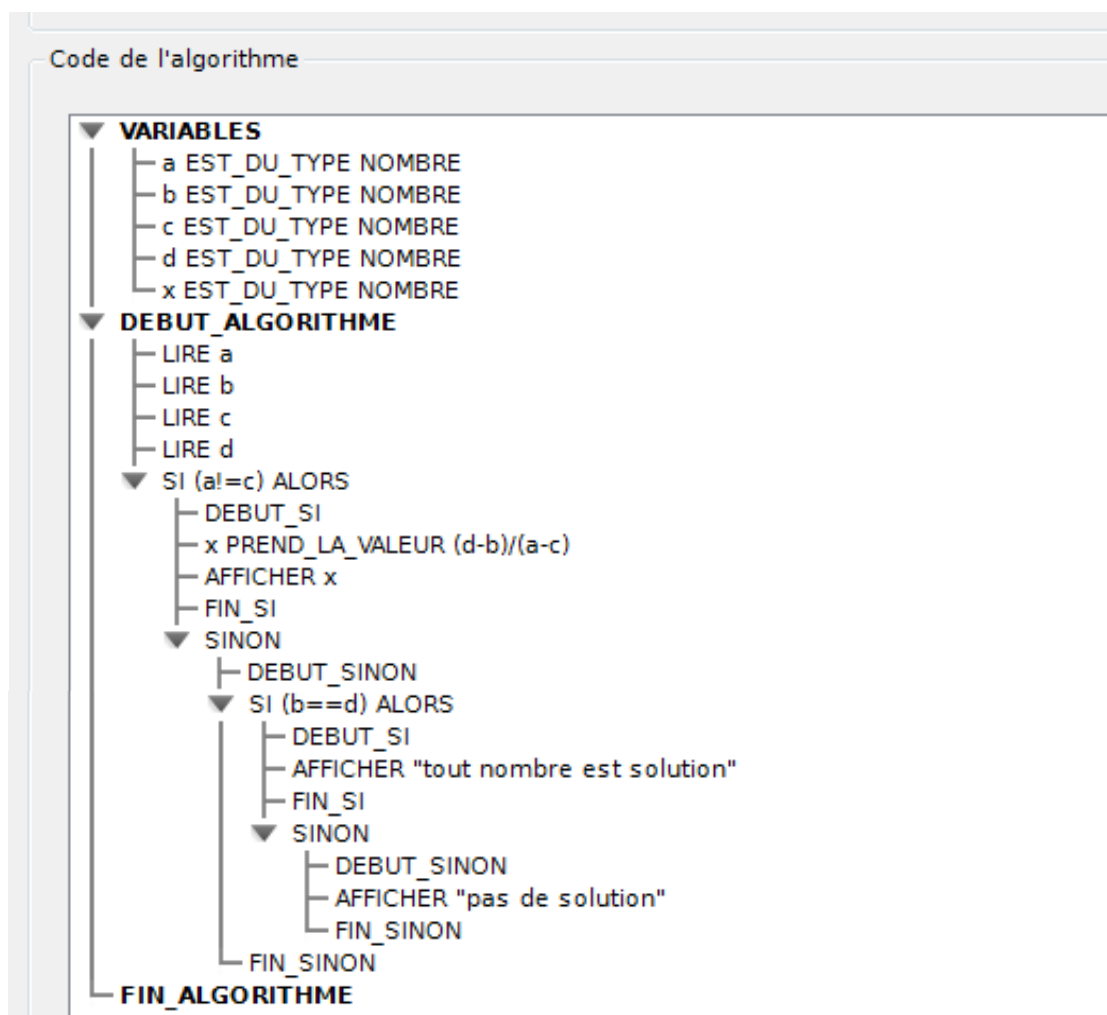 Code de l'algorithme
VARIABLES
a EST_DU_TYPE NOMBRE
b EST_DU_TYPE NOMBRE
c EST_DU_TYPE NOMBRE
d EST_DU_TYPE NOMBRE
x EST_DU_TYPE NOMBRE
DEBUT_ALGORITHME
LIRE a
LIRE b
LIRE c
LIRE d
SI (a!=c) ALORS
DEBUT_SI
x PREND_LA_VALEUR (d-b)/(a-c)
AFFICHER x
FIN_SI
SINON
DEBUT_SINON
SI (b==d) ALORS
DEBUT_SI
AFFICHER "tout nombre est solution"
FIN_SI
SINON
DEBUT_SINON
AFFICHER "pas de solution"
FIN_SINON
FIN_SINON
FIN_ALGORITHME